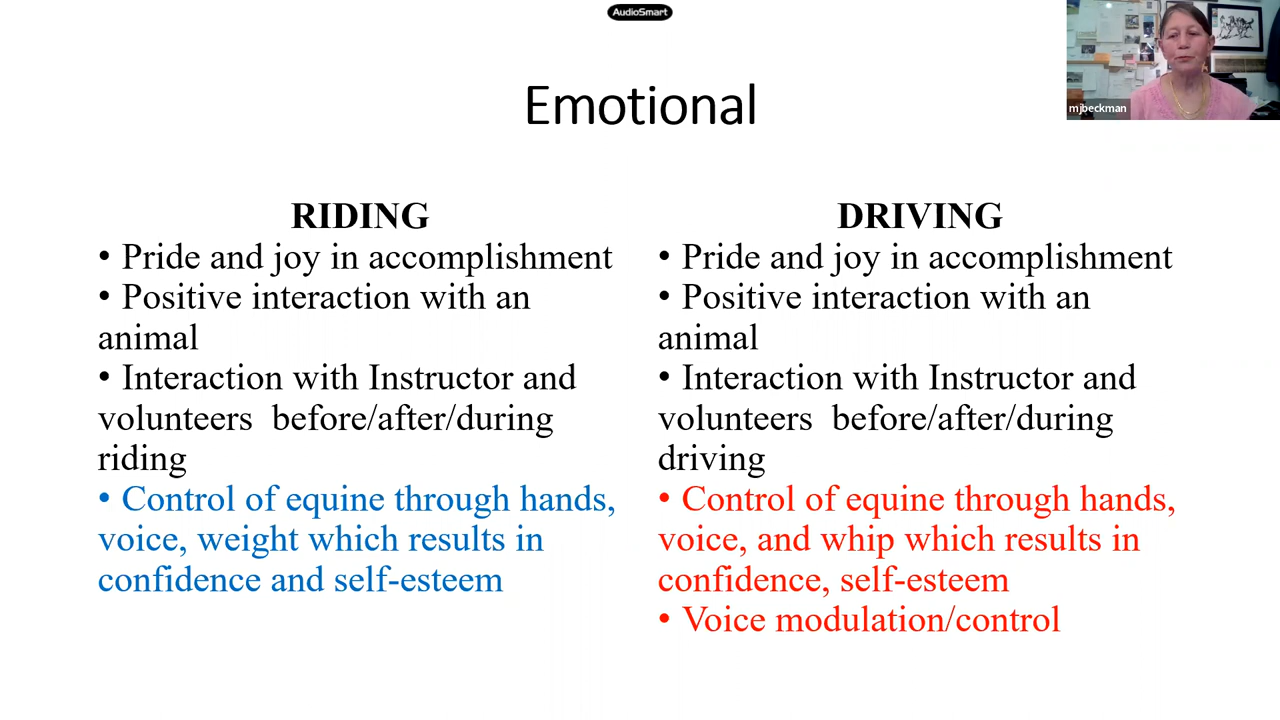 AudioSmart
mjbeckman
Emotional
RIDING
• Pride and joy in accomplishment
• Positive interaction with an
animal
• Interaction with Instructor and
volunteers  before/after/during
riding
• Control of equine through hands,
voice, weight which results in
confidence and self-esteem
DRIVING
• Pride and joy in accomplishment
• Positive interaction with an
animal
• Interaction with Instructor and
volunteers  before/after/during
driving
• Control of equine through hands,
voice, and whip which results in
confidence, self-esteem
• Voice modulation/control